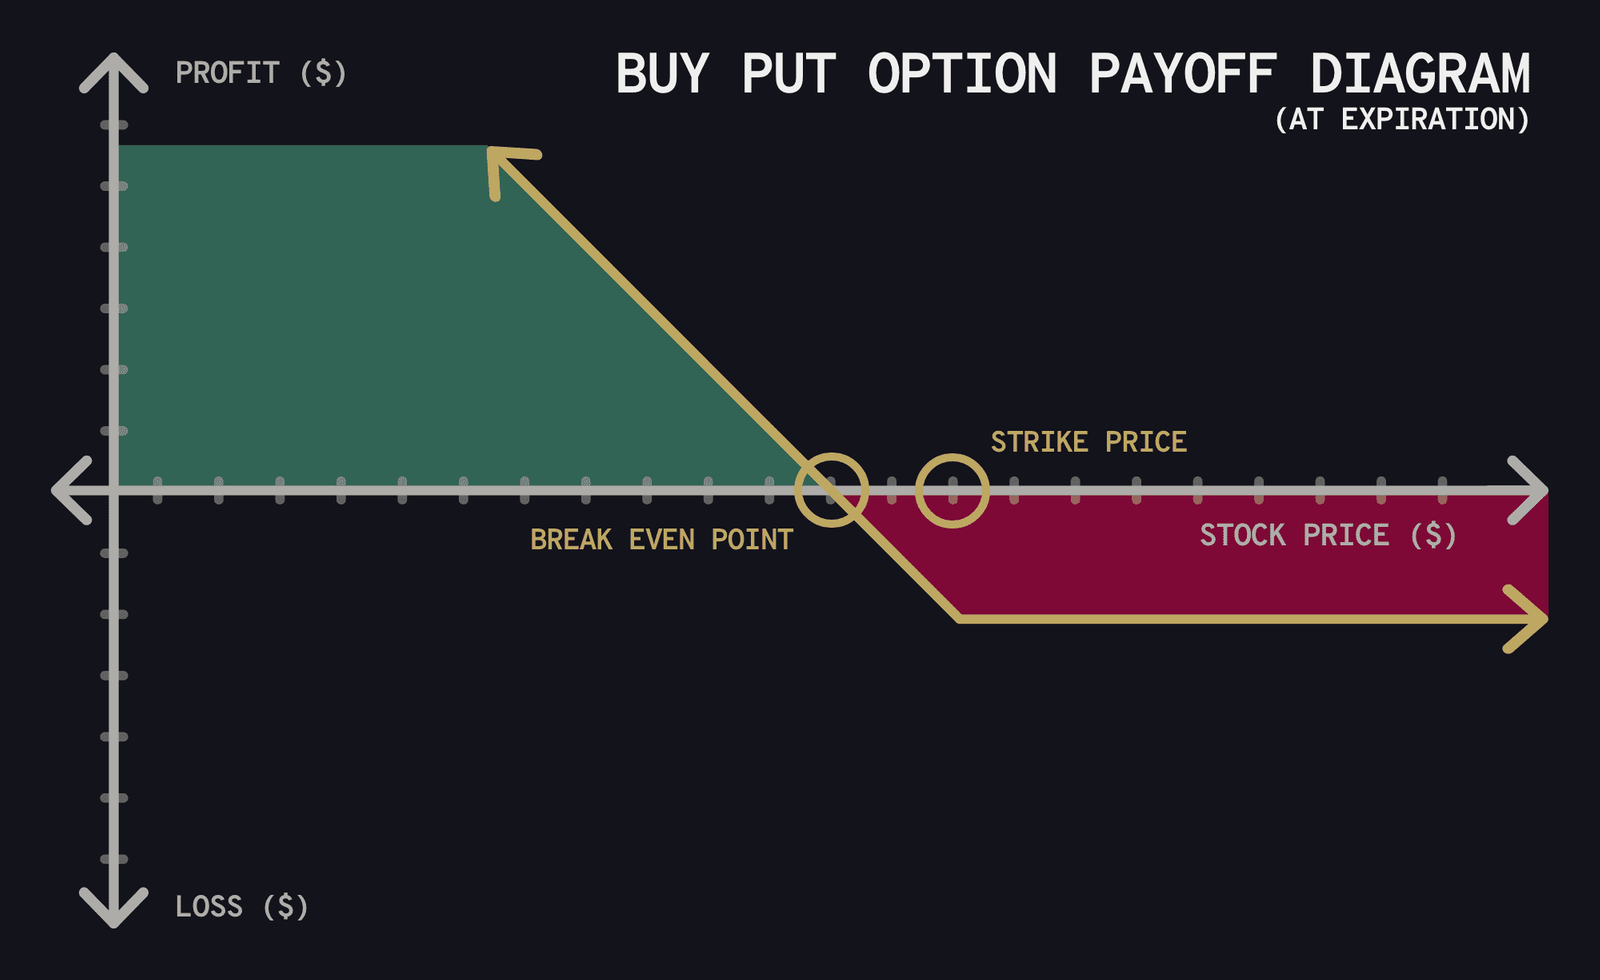 PROFIT ($)
BUY PUT OPTION PAYOFF DIAGRAM
(AT EXPIRATION)
STRIKE PRICE
BREAK EVEN POINT
STOCK PRICE ($)
LOSS ($)